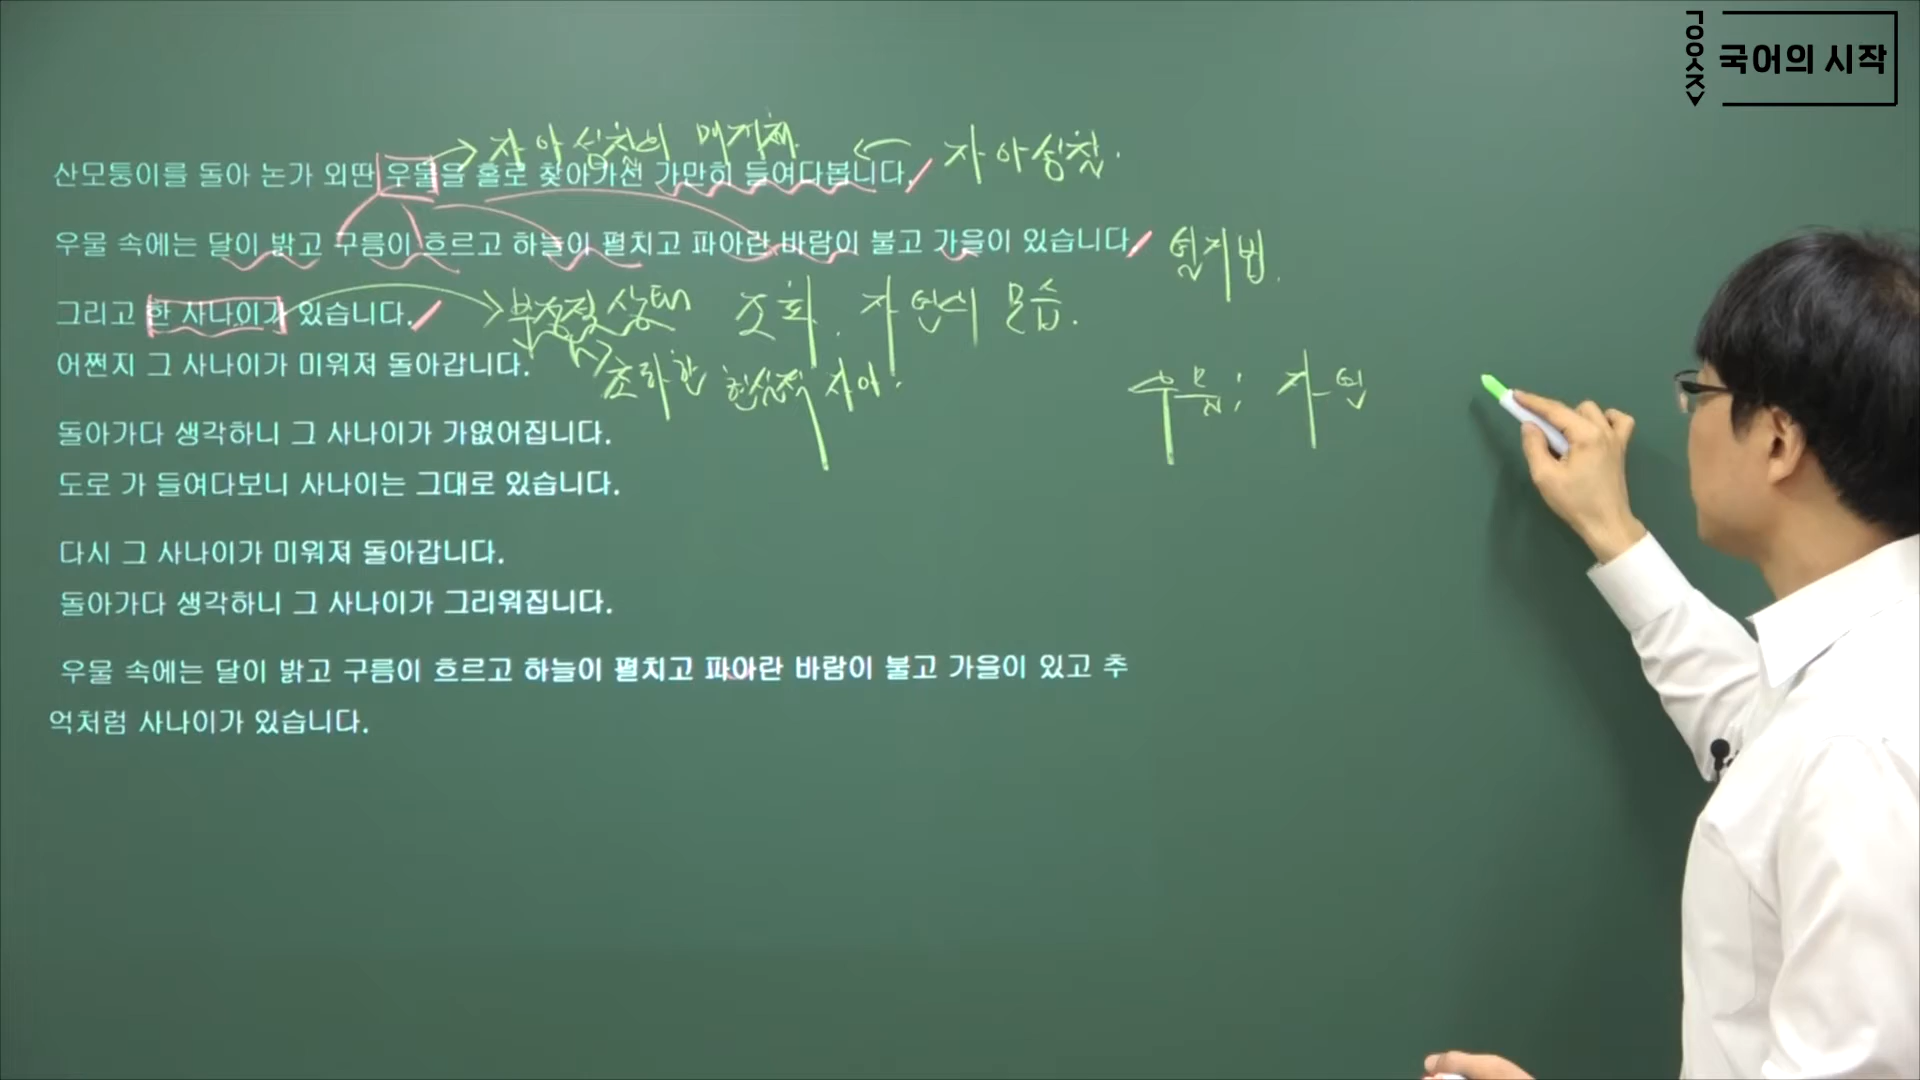 ㄱㅇㅇㅅㅈ
국어의 시작
자아성찰의 매개체.
자아성찰.
산모퉁이를 돌아 논가 외딴 우물을 홀로 찾아가선 가만히 들여다봅니다.
우물 속에는 달이 밝고 구름이 흐르고 하늘이 펼치고 파아란 바람이 불고 가을이 있습니다.
열거법.
그리고 한 사나이가 있습니다.
부정적 상태
조화. 자연의 모습.
어쩐지 그 사나이가 미워져 돌아갑니다.
초라한 현실적 자아.
우물: 자연
돌아가다 생각하니 그 사나이가 가엾어집니다.
도로 가 들여다보니 사나이는 그대로 있습니다.
다시 그 사나이가 미워져 돌아갑니다.
돌아가다 생각하니 그 사나이가 그리워집니다.
우물 속에는 달이 밝고 구름이 흐르고 하늘이 펼치고 파아란 바람이 불고 가을이 있고 추
억처럼 사나이가 있습니다.